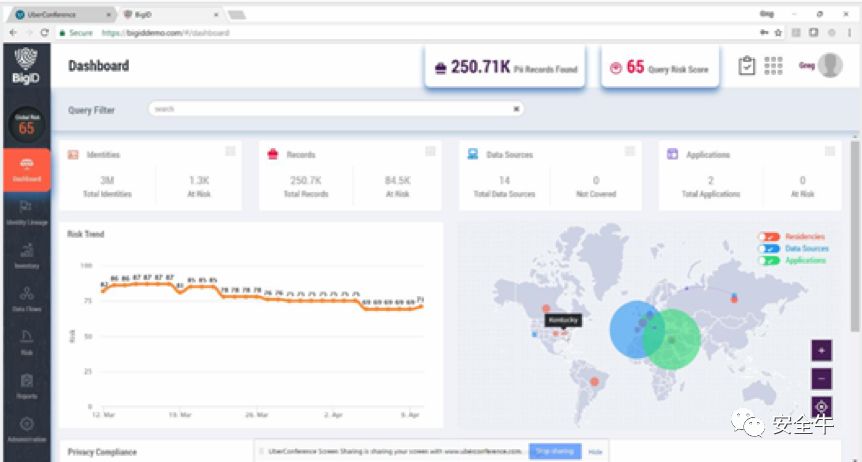 UberConference
BigID
Greg
Secure https://bigiddemo.com/#/dashboard
BigID
Dashboard
250.71K PII Records Found
65 Query Risk Score
Greg
Query Filter
search
Global Risk
65
Dashboard
Identity Lineage
Inventory
Data Flows
Risk
Reports
Administration
Identities
3M
Total Identities
1.3K
At Risk
Records
250.7K
Total Records
84.5K
At Risk
Data Sources
14
Total Data Sources
0
Not Covered
Applications
2
Total Applications
0
At Risk
Risk Trend
100
75
50
25
0
Risk
82 86 86 87 87 87 87 81 85 85 85 78 78 78 78 76 76 75 75 75 75 75 75 75 69 69 69 69 69 71
12. Mar
19. Mar
26. Mar
2. Apr
9. Apr
Residencies
Data Sources
Applications
Kentucky
+
−
安全牛
Privacy Compliance
UberConference Screen Sharing is sharing your screen with www.uberconference.com.
Stop sharing
Hide